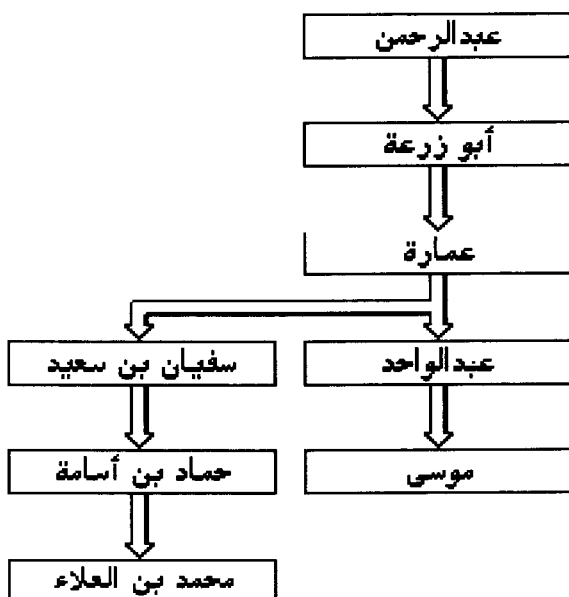 عبدالرحمن
أبو زرعة
عمارة
عبدالواحد
سفيان بن سعيد
موسى
حماد بن أسامة
محمد بن العلاء